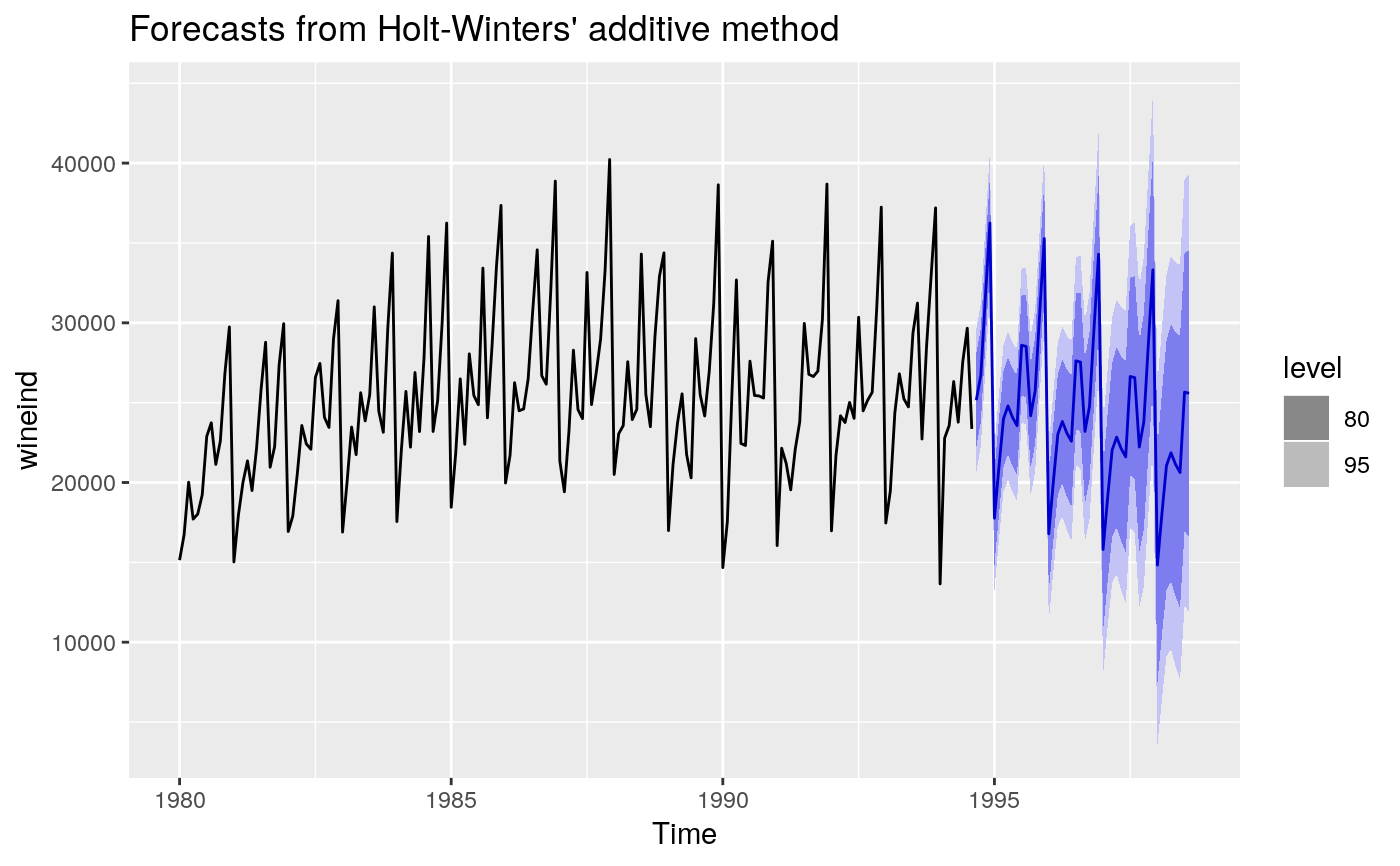 Forecasts from Holt-Winters' additive method
wineind
40000
30000
20000
10000
1980
1985
1990
1995
Time
level
80
95